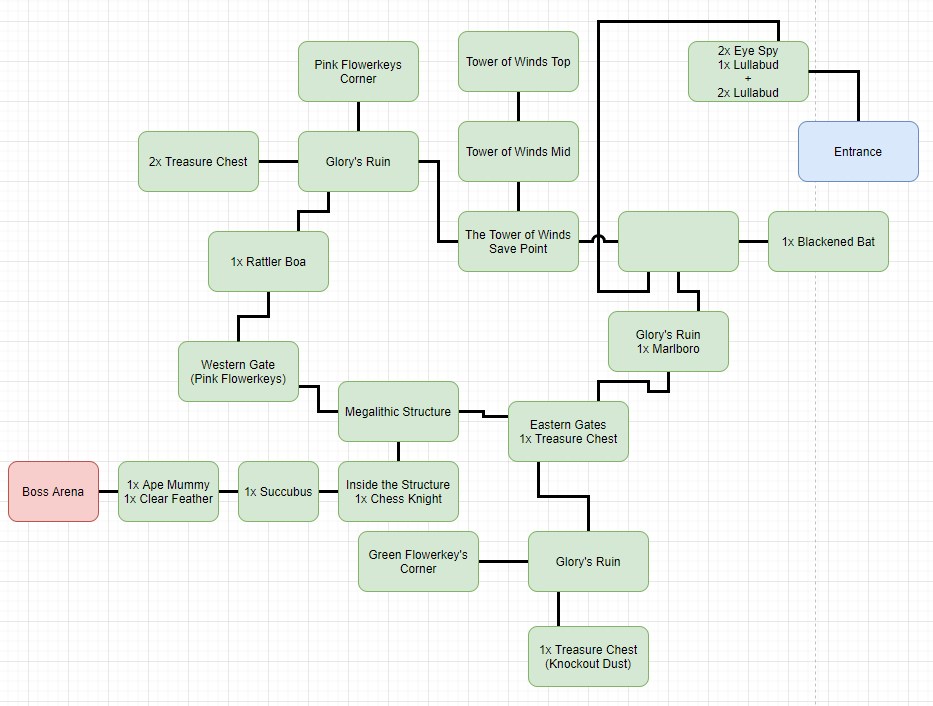 2x Eye Spy
1x Lullabud
+
2x Lullabud
Entrance
Pink Flowerkeys
Corner
Tower of Winds Top
2x Treasure Chest
Glory's Ruin
Tower of Winds Mid
1x Rattler Boa
The Tower of Winds
Save Point
1x Blackened Bat
Glory's Ruin
1x Marlboro
Western Gate
(Pink Flowerkeys)
Megalithic Structure
Eastern Gates
1x Treasure Chest
Boss Arena
1x Ape Mummy
1x Clear Feather
1x Succubus
Inside the Structure
1x Chess Knight
Green Flowerkey's
Corner
Glory's Ruin
1x Treasure Chest
(Knockout Dust)